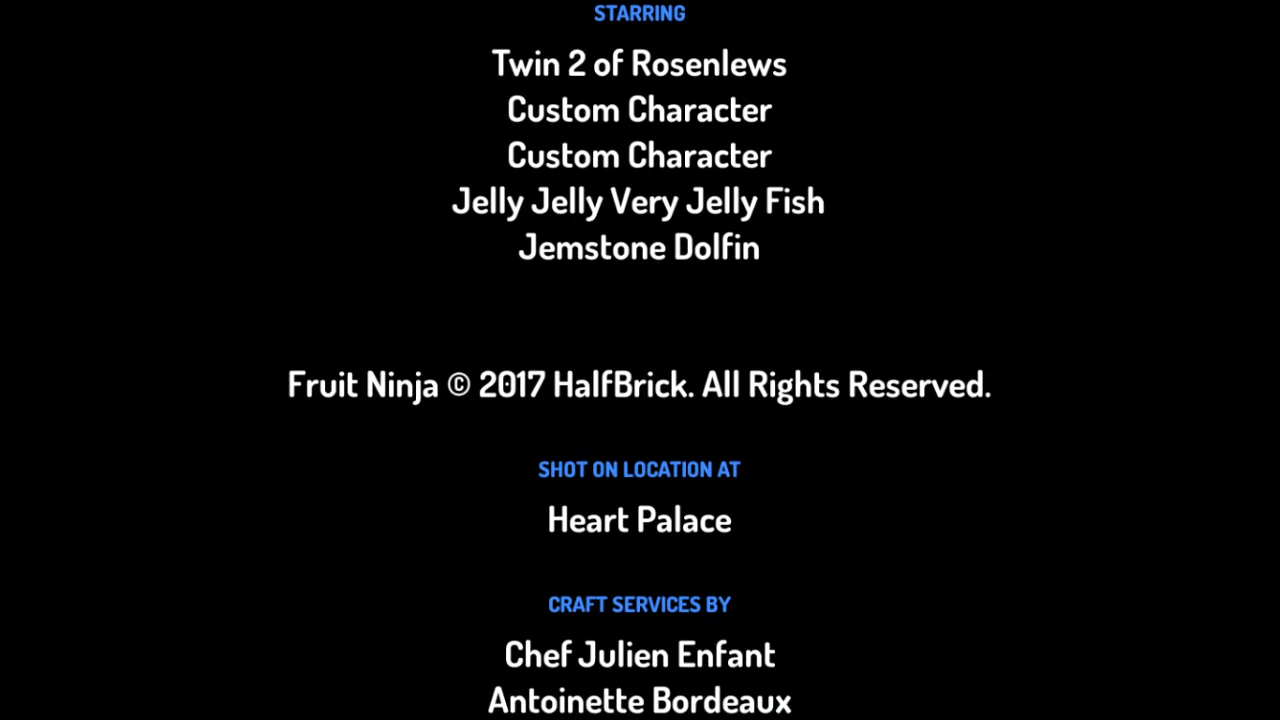 STARRING
Twin 2 of Rosenlews
Custom Character
Custom Character
Jelly Jelly Very Jelly Fish
Jemstone Dolfin
Fruit Ninja © 2017 HalfBrick. All Rights Reserved.
SHOT ON LOCATION AT
Heart Palace
CRAFT SERVICES BY
Chef Julien Enfant
Antoinette Bordeaux